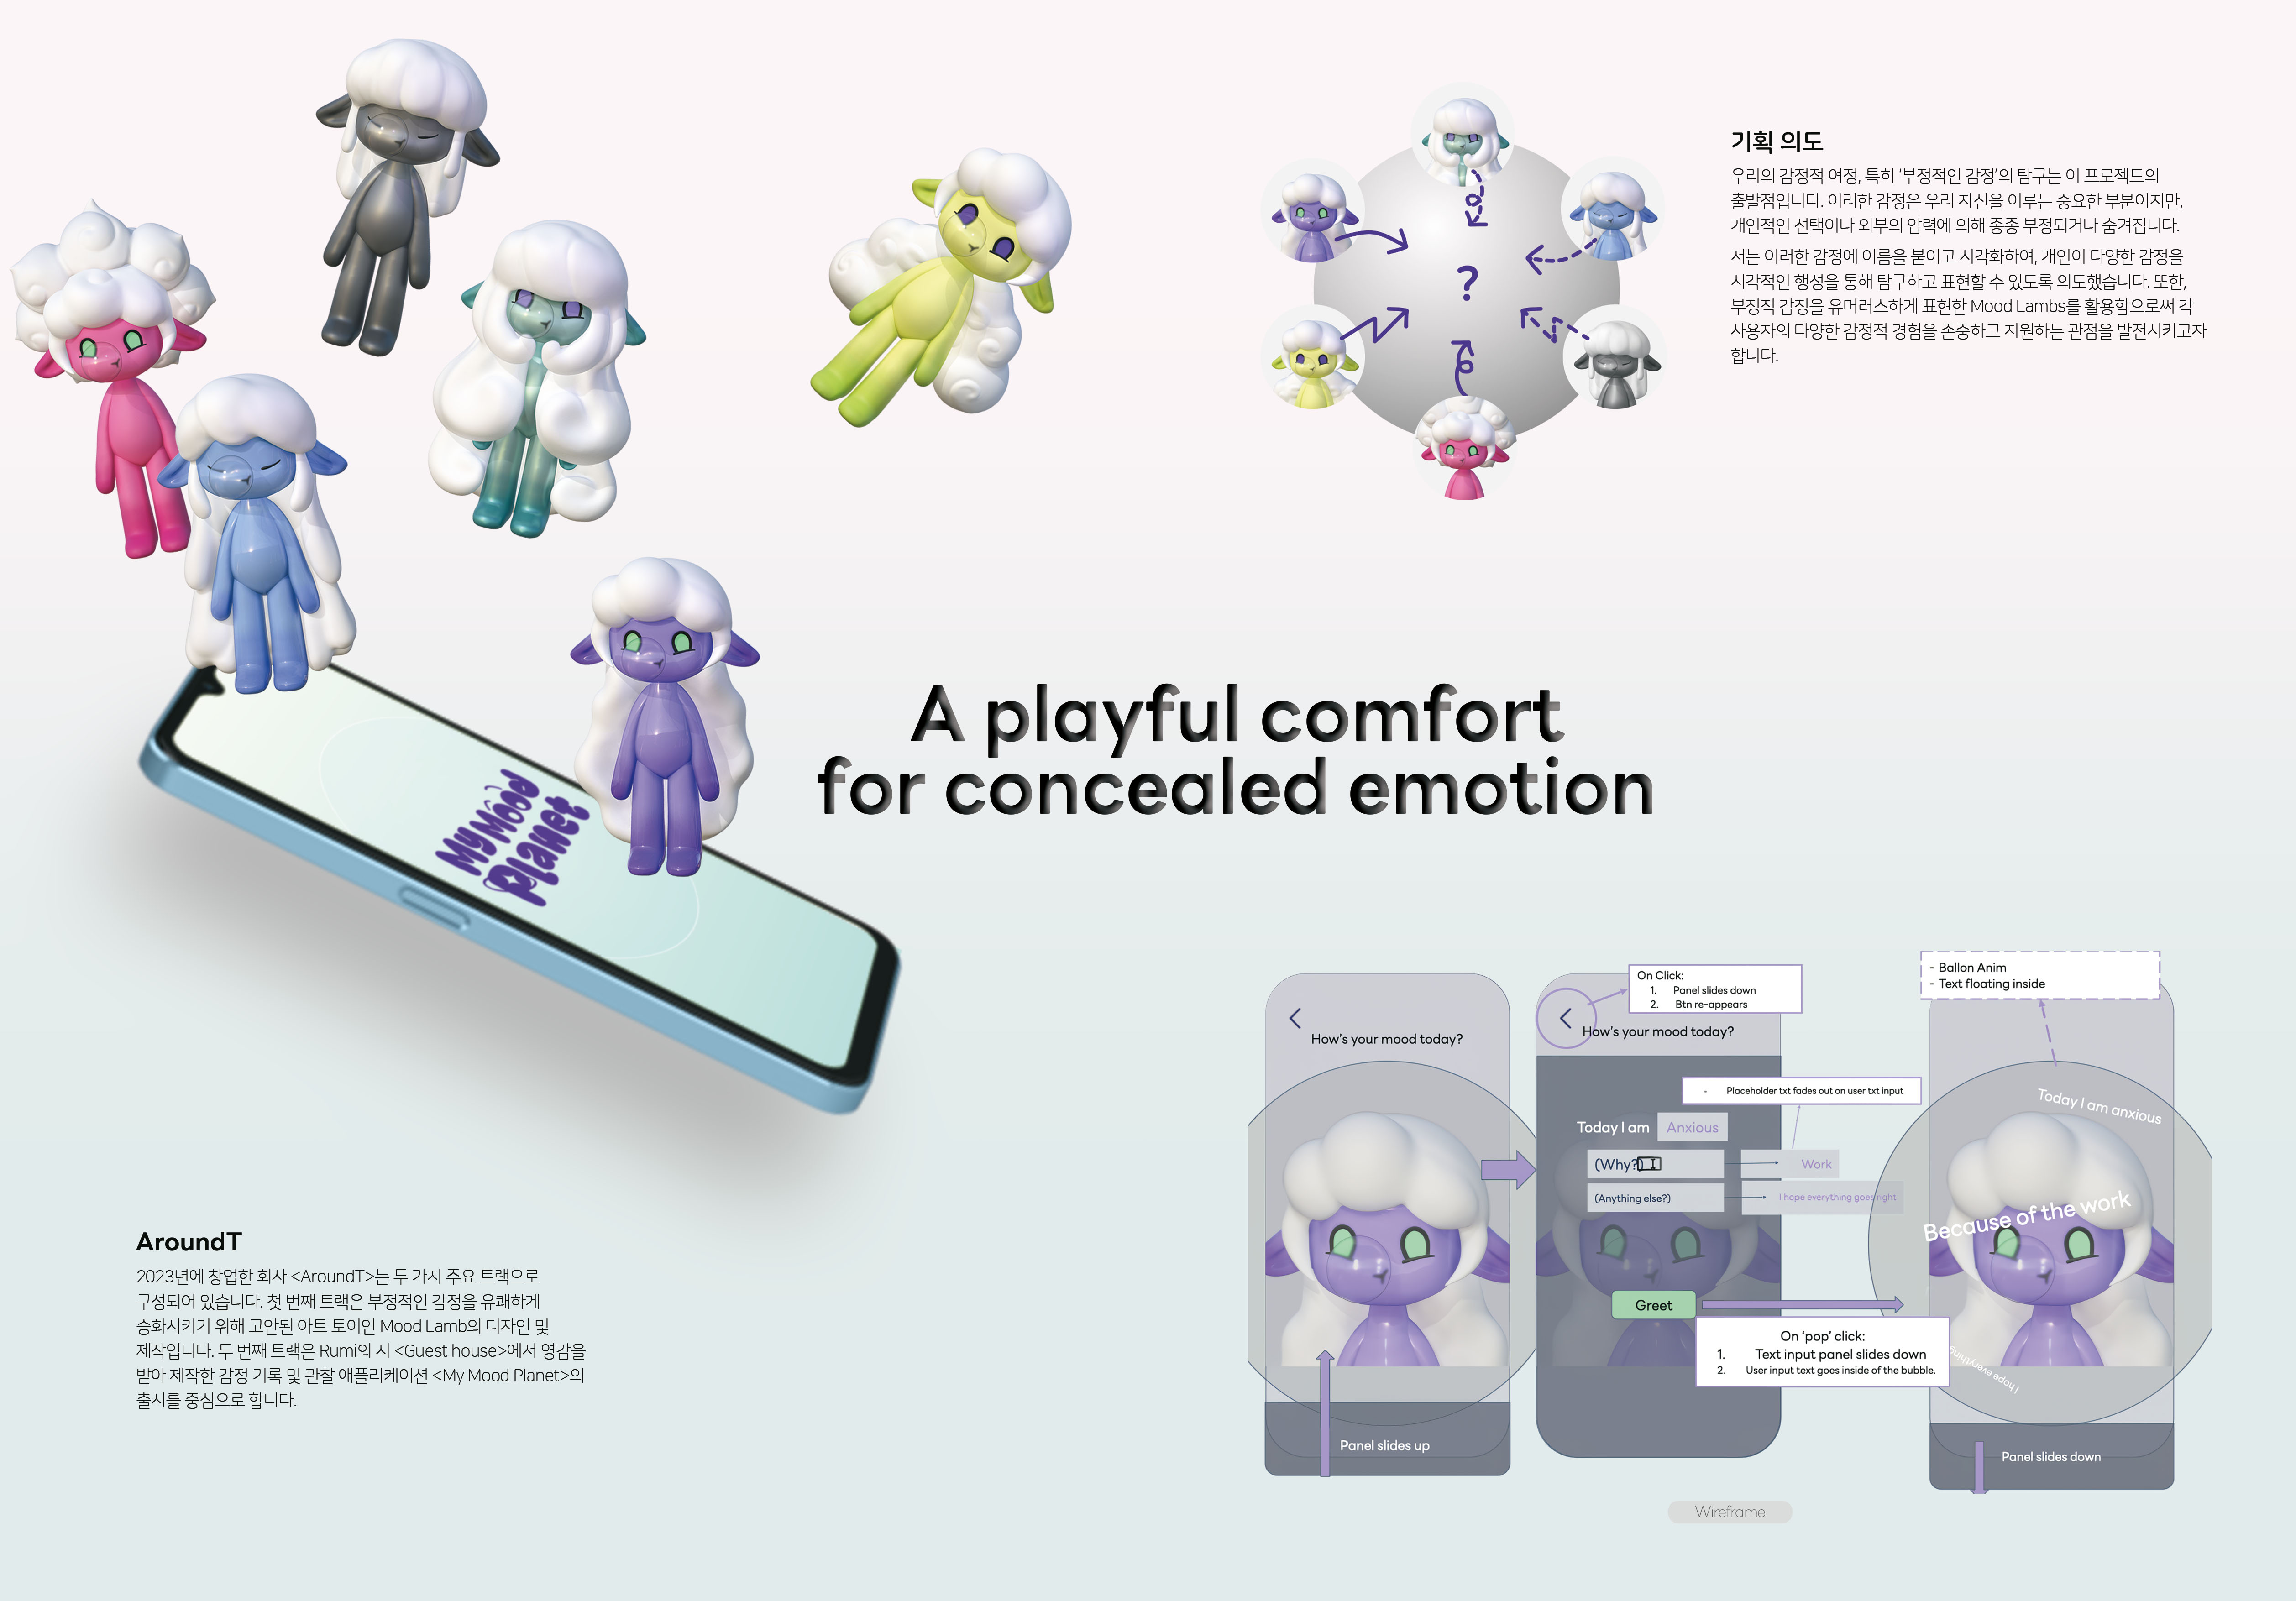 기획 의도
우리의 감정적 여정, 특히 ‘부정적인 감정’의 탐구는 이 프로젝트의
출발점입니다. 이러한 감정은 우리 자신을 이루는 중요한 부분이지만,
개인적인 선택이나 외부의 압력에 의해 종종 부정되거나 숨겨집니다.
저는 이러한 감정에 이름을 붙이고 시각화하여, 개인이 다양한 감정을
시각적인 행성을 통해 탐구하고 표현할 수 있도록 의도했습니다. 또한,
부정적 감정을 유머러스하게 표현한 Mood Lambs를 활용함으로써 각
사용자의 다양한 감정적 경험을 존중하고 지원하는 관점을 발전시키고자
합니다.
?
A playful comfort
for concealed emotion
My Mood
Planet
AroundT
2023년에 창업한 회사 <AroundT>는 두 가지 주요 트랙으로
구성되어 있습니다. 첫 번째 트랙은 부정적인 감정을 유쾌하게
승화시키기 위해 고안된 아트 토이인 Mood Lamb의 디자인 및
제작입니다. 두 번째 트랙은 Rumi의 시 <Guest house>에서 영감을
받아 제작한 감정 기록 및 관찰 애플리케이션 <My Mood Planet>의
출시를 중심으로 합니다.
How's your mood today?
Panel slides up
On Click:
1. Panel slides down
2. Btn re-appears
How's your mood today?
- Placeholder txt fades out on user txt input
Today I am Anxious
(Why?) Work
(Anything else?) I hope everything goes right
Greet
On ‘pop’ click:
1. Text input panel slides down
2. User input text goes inside of the bubble.
- Ballon Anim
- Text floating inside
Today I am anxious
Because of the work
I hope everything
Panel slides down
Wireframe